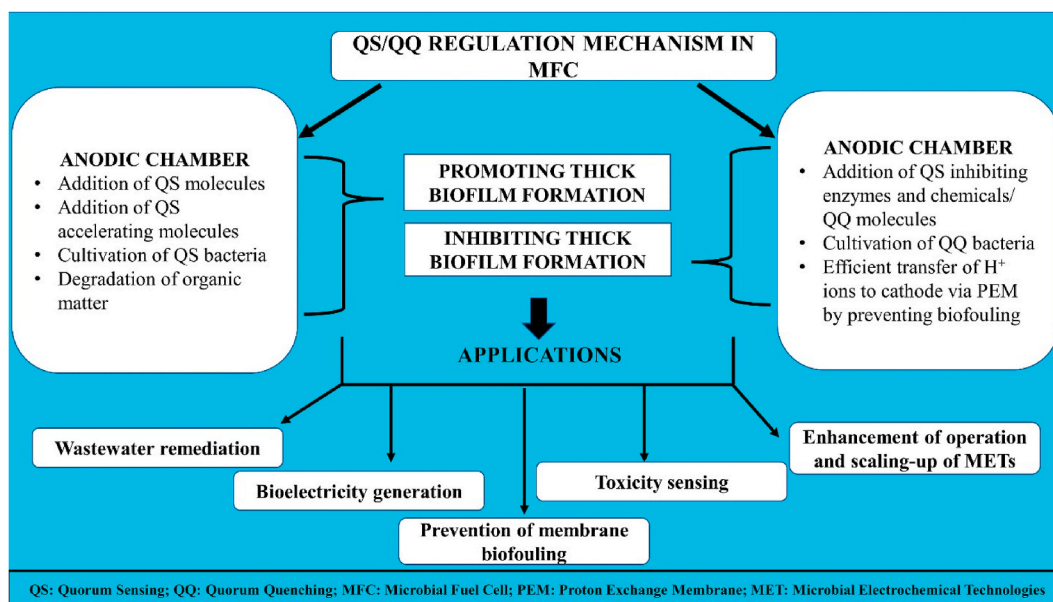 QS/QQ REGULATION MECHANISM IN
MFC
ANODIC CHAMBER
• Addition of QS molecules
• Addition of QS
accelerating molecules
• Cultivation of QS bacteria
• Degradation of organic
matter
PROMOTING THICK
BIOFILM FORMATION
INHIBITING THICK
BIOFILM FORMATION
ANODIC CHAMBER
• Addition of QS inhibiting
enzymes and chemicals/
QQ molecules
• Cultivation of QQ bacteria
• Efficient transfer of H⁺
ions to cathode via PEM
by preventing biofouling
APPLICATIONS
Wastewater remediation
Bioelectricity generation
Prevention of membrane
biofouling
Toxicity sensing
Enhancement of operation
and scaling-up of METs
QS: Quorum Sensing; QQ: Quorum Quenching; MFC: Microbial Fuel Cell; PEM: Proton Exchange Membrane; MET: Microbial Electrochemical Technologies